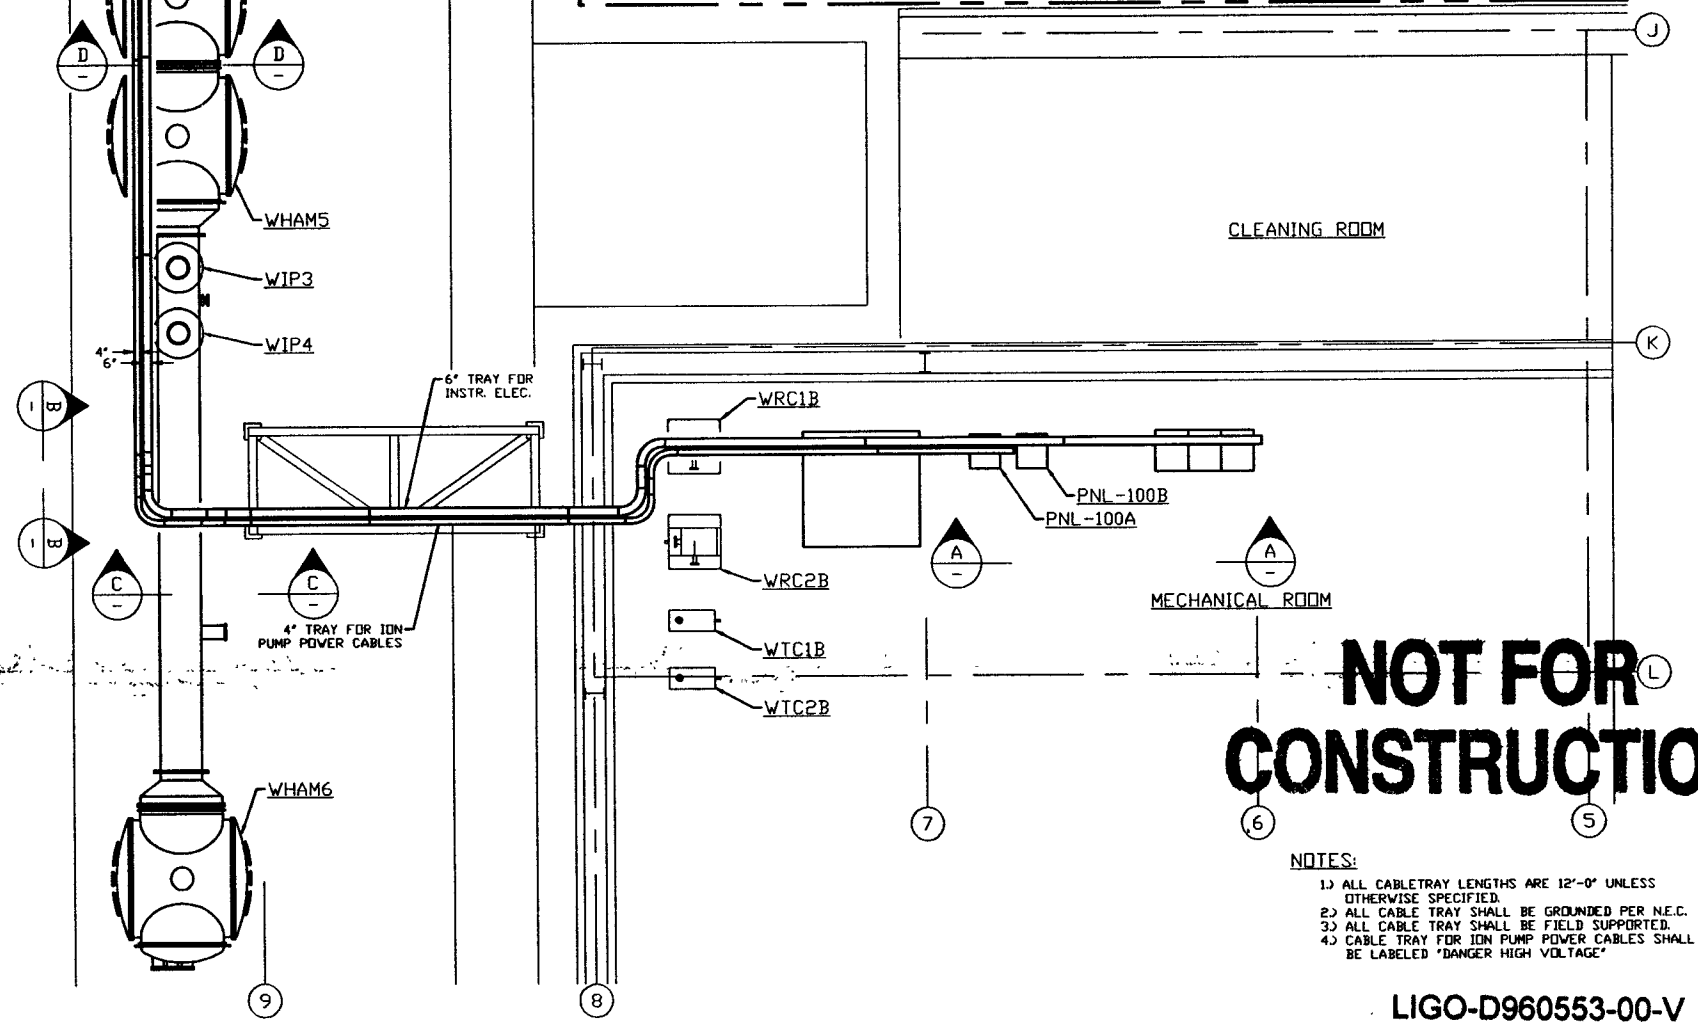 J
D
-
D
-
WHAM5
CLEANING ROOM
WIP3
WIP4
K
4"
6"
6" TRAY FOR
INSTR. ELEC.
WRC1B
B
-
PNL-100B
PNL-100A
B
-
A
-
A
-
C
-
C
-
WRC2B
MECHANICAL ROOM
4" TRAY FOR ION
PUMP POWER CABLES
WTC1B
L
NOT FOR
WTC2B
CONSTRUCTIO
WHAM6
7
6
5
NOTES:
1.) ALL CABLETRAY LENGTHS ARE 12'-0" UNLESS
OTHERWISE SPECIFIED.
2.) ALL CABLE TRAY SHALL BE GROUNDED PER N.E.C.
3.) ALL CABLE TRAY SHALL BE FIELD SUPPORTED.
4.) CABLE TRAY FOR ION PUMP POWER CABLES SHALL
BE LABELED "DANGER HIGH VOLTAGE"
9
8
LIGO-D960553-00-V